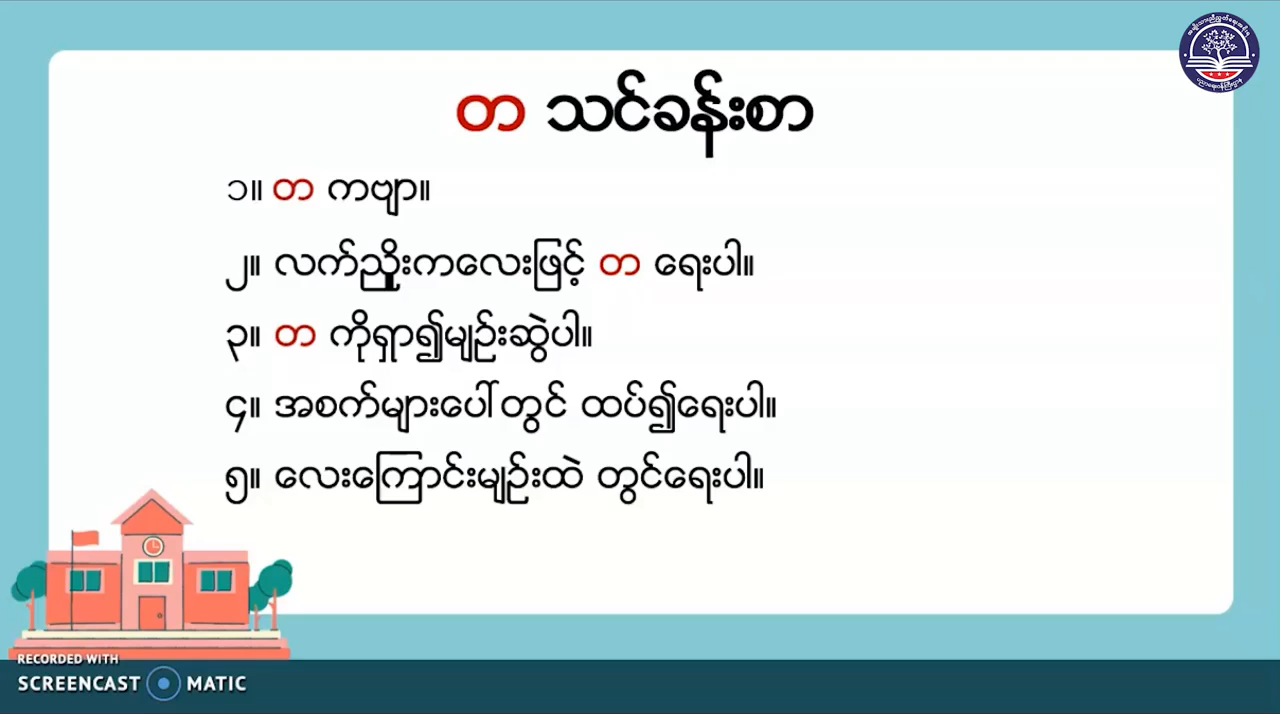 တ သင်ခန်းစာ
၁။ တ ကဗျာ။
၂။ လက်ညှိုးကလေးဖြင့် တ ရေးပါ။
၃။ တ ကိုရှာ၍မျဉ်းဆွဲပါ။
၄။ အစက်များပေါ်တွင် ထပ်၍ရေးပါ။
၅။ လေးကြောင်းမျဉ်းထဲ တွင်ရေးပါ။
RECORDED WITH
SCREENCAST MATIC